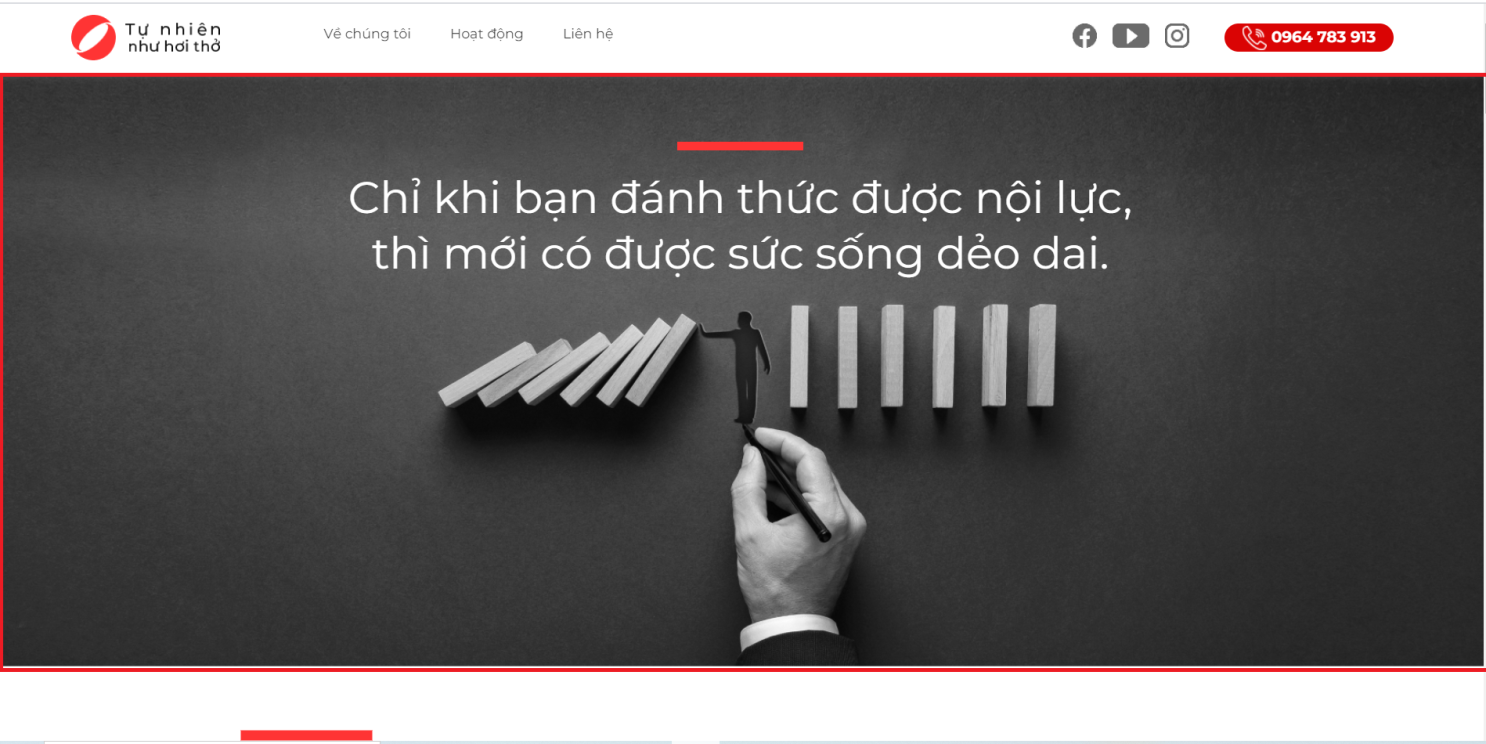 Tự nhiên
như hơi thở
Về chúng tôi
Hoạt động
Liên hệ
0964 783 913
Chỉ khi bạn đánh thức được nội lực,
thì mới có được sức sống dẻo dai.